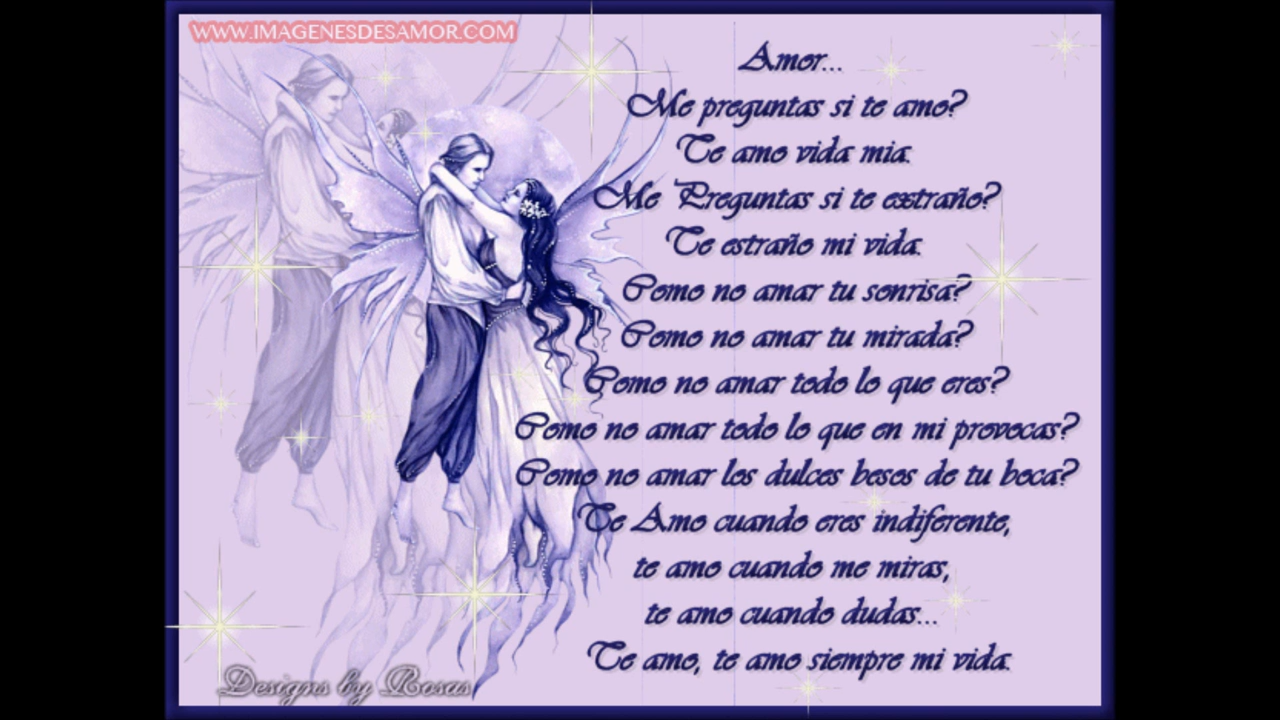 WWW.IMAGENESDESAMOR.COM
Amor...
Me preguntas si te amo?
Te amo vida mia.
Me Preguntas si te extraño?
Te estraño mi vida.
Como no amar tu sonrisa?
Como no amar tu mirada?
Como no amar todo lo que eres?
Como no amar todo lo que en mi provocas?
Como no amar los dulces besos de tu boca?
Te Amo cuando eres indiferente,
te amo cuando me miras,
te amo cuando dudas...
Te amo, te amo siempre mi vida.
Designs by Rosas